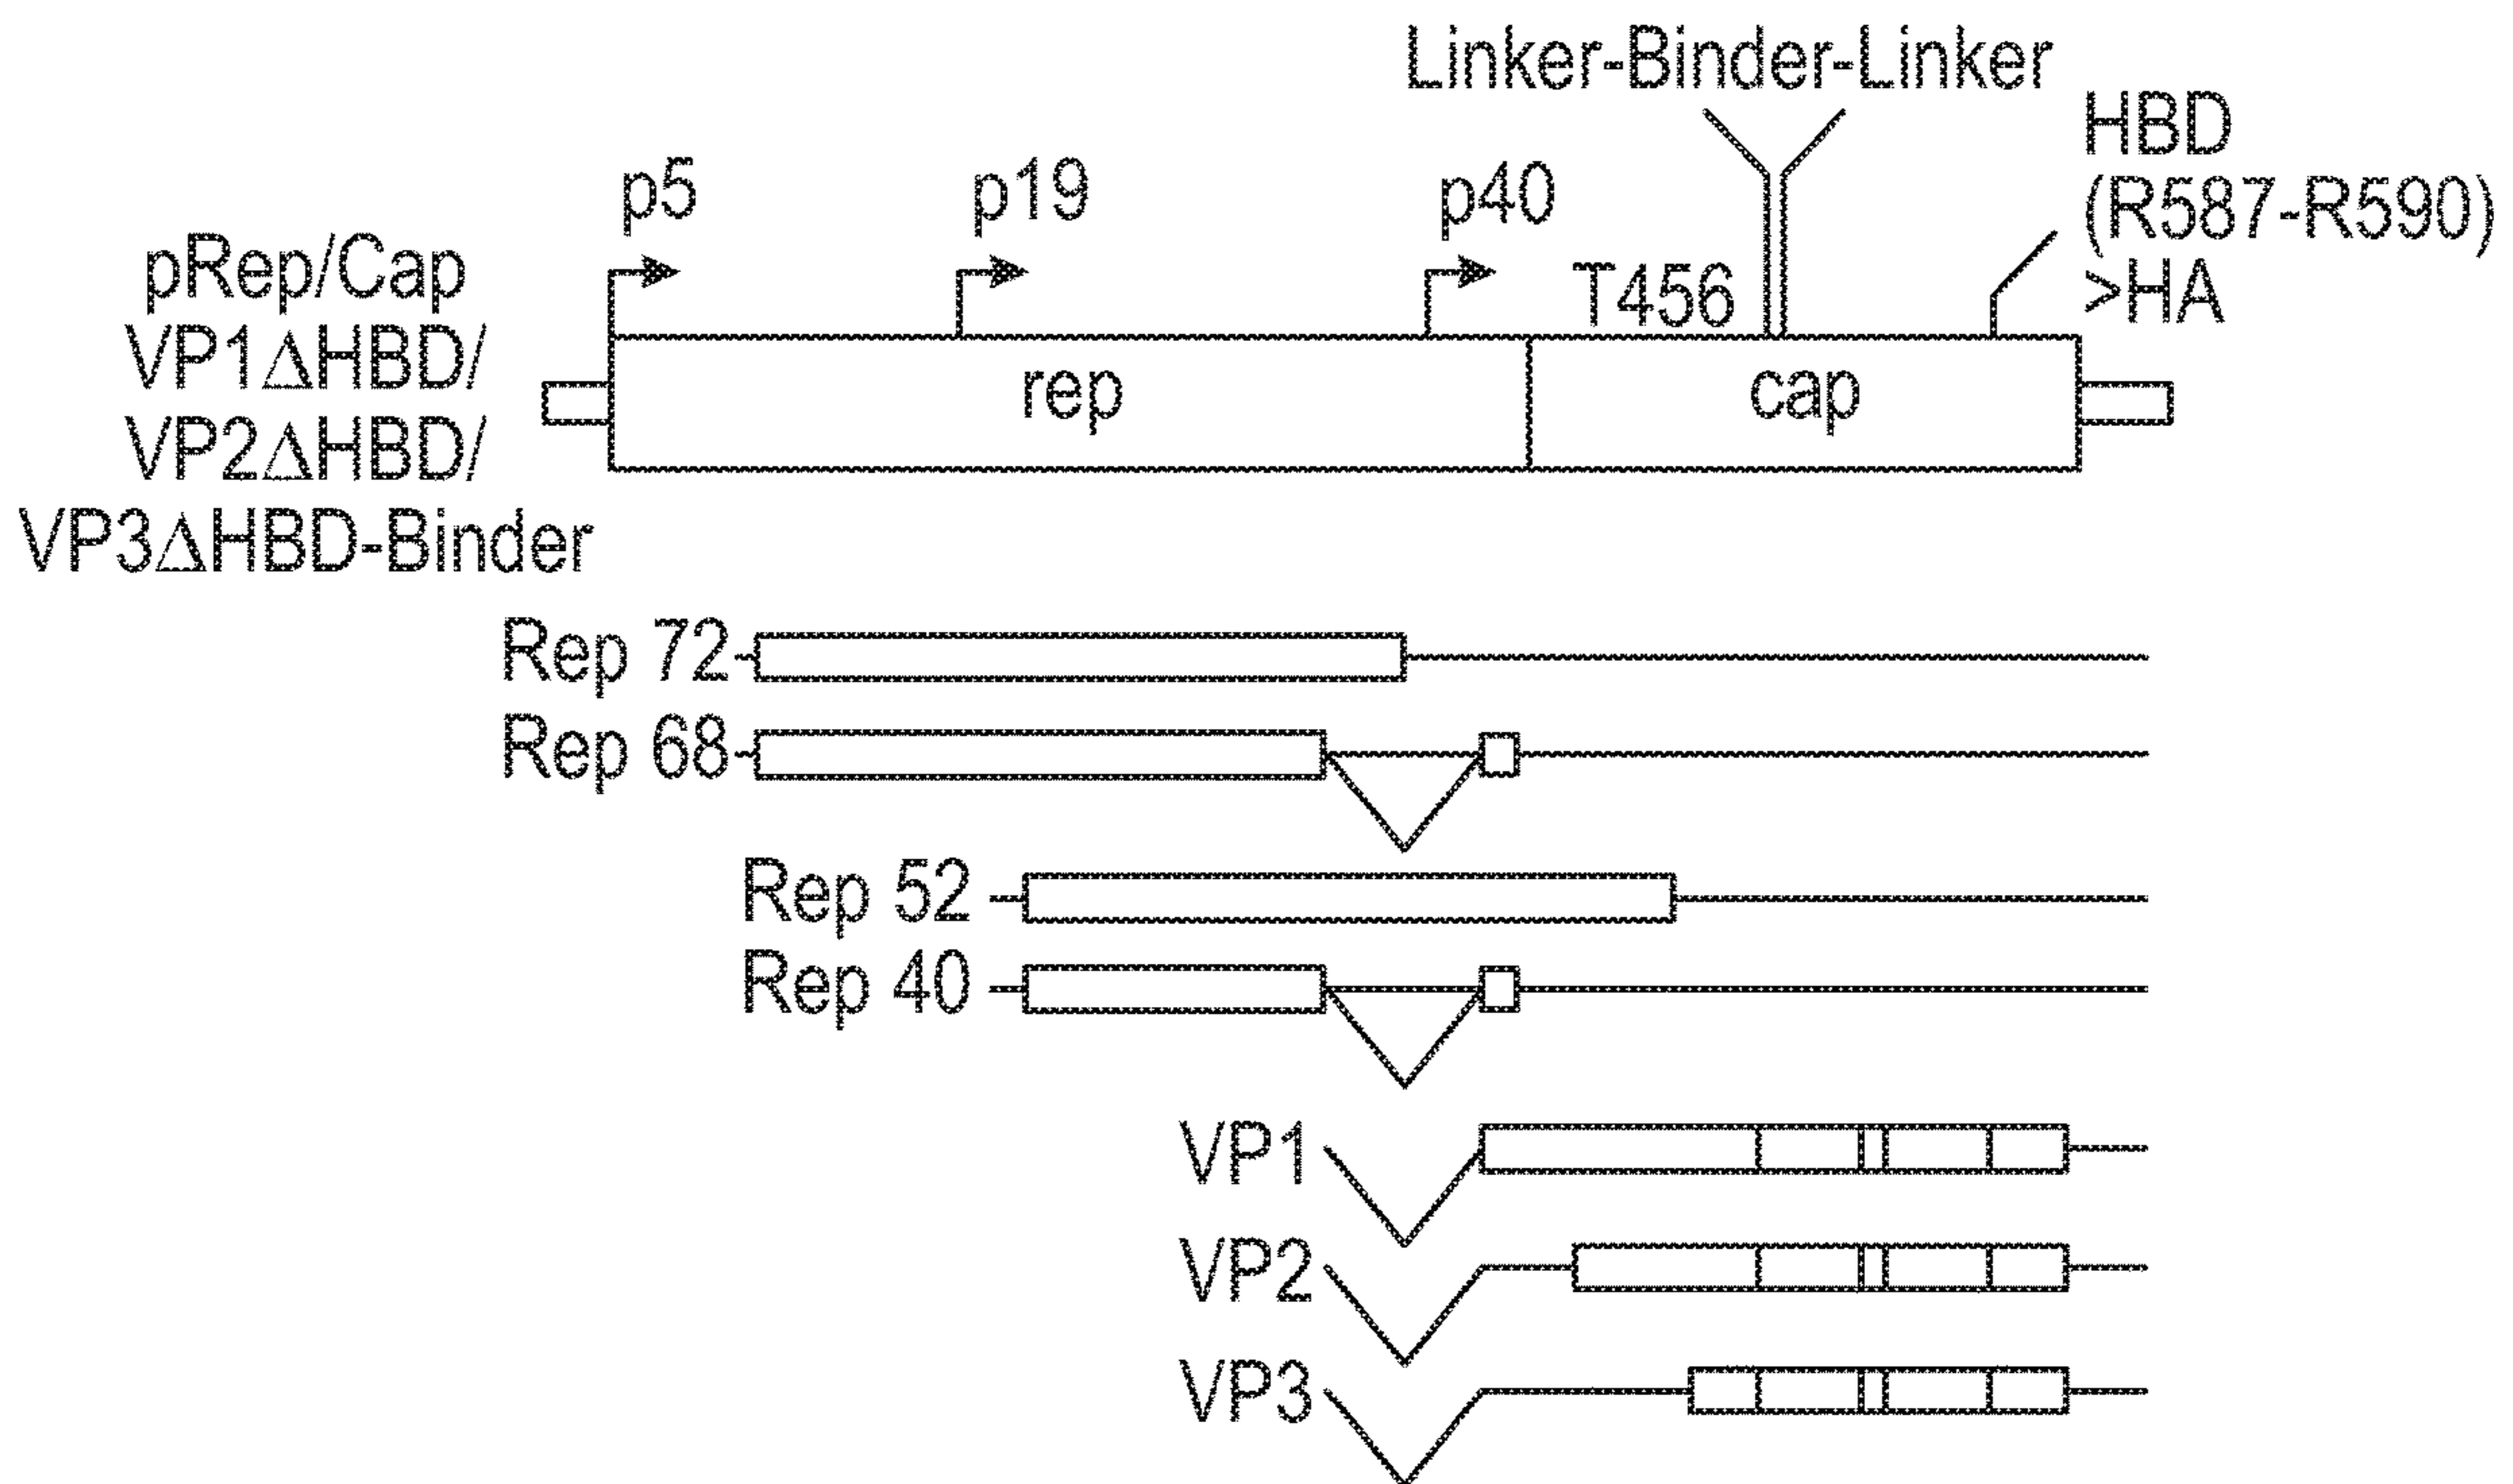 Linker-Binder-Linker
HBD
(R587-R590)
>HA
p5
p19
p40
T456
pRep/Cap
VP1ΔHBD/
VP2ΔHBD/
VP3ΔHBD-Binder
rep
cap
Rep 72
Rep 68
Rep 52
Rep 40
VP1
VP2
VP3